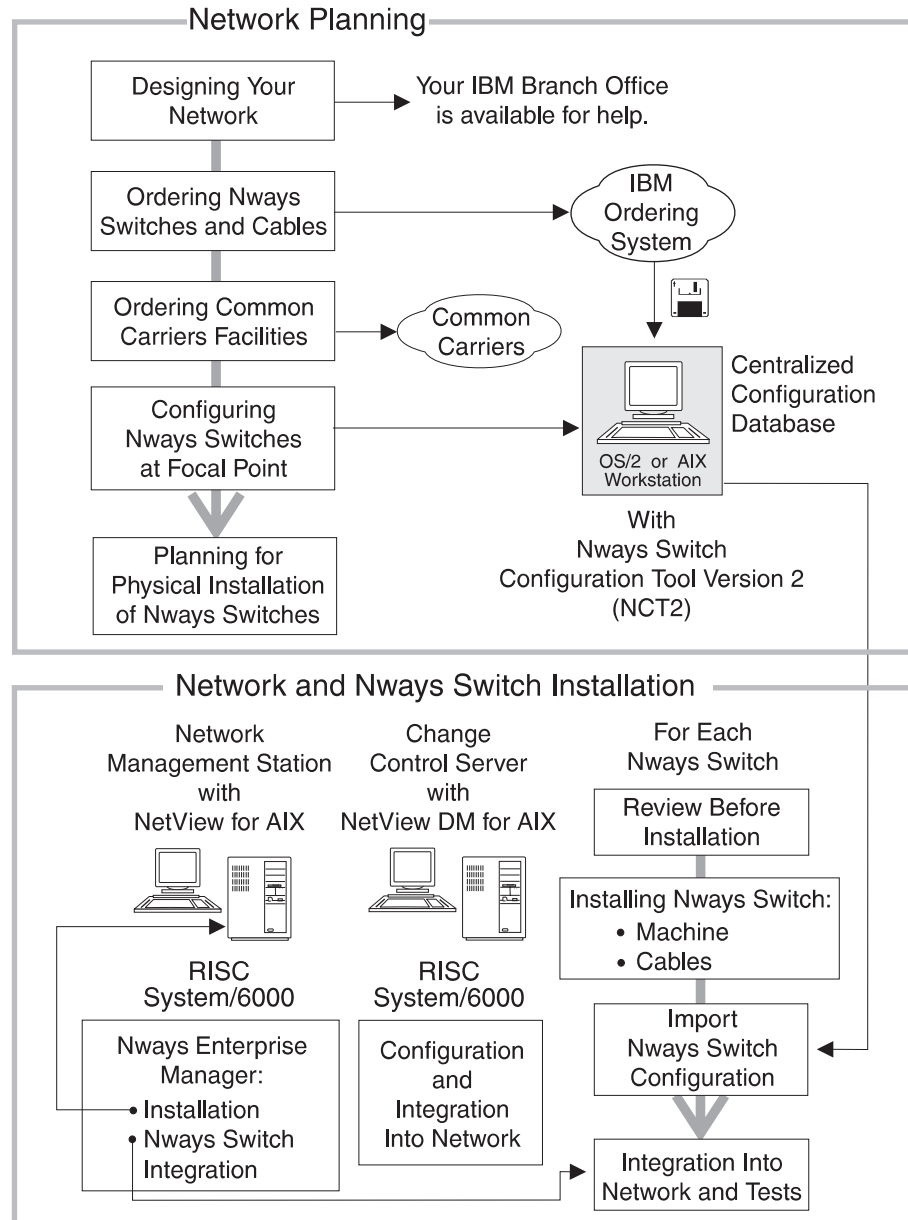 Network Planning
Designing Your
Network
Your IBM Branch Office
is available for help.
Ordering Nways
Switches and Cables
IBM
Ordering
System
Ordering Common
Carriers Facilities
Common
Carriers
Centralized
Configuration
Database
Configuring
Nways Switches
at Focal Point
OS/2 or AIX
Workstation
With
Nways Switch
Configuration Tool Version 2
(NCT2)
Planning for
Physical Installation
of Nways Switches
Network and Nways Switch Installation
Network
Management Station
with
NetView for AIX
Change
Control Server
with
NetView DM for AIX
For Each
Nways Switch
Review Before
Installation
Installing Nways Switch:
• Machine
• Cables
RISC
System/6000
RISC
System/6000
Import
Nways Switch
Configuration
Nways Enterprise
Manager:
• Installation
• Nways Switch
Integration
Configuration
and
Integration
Into Network
Integration Into
Network and Tests